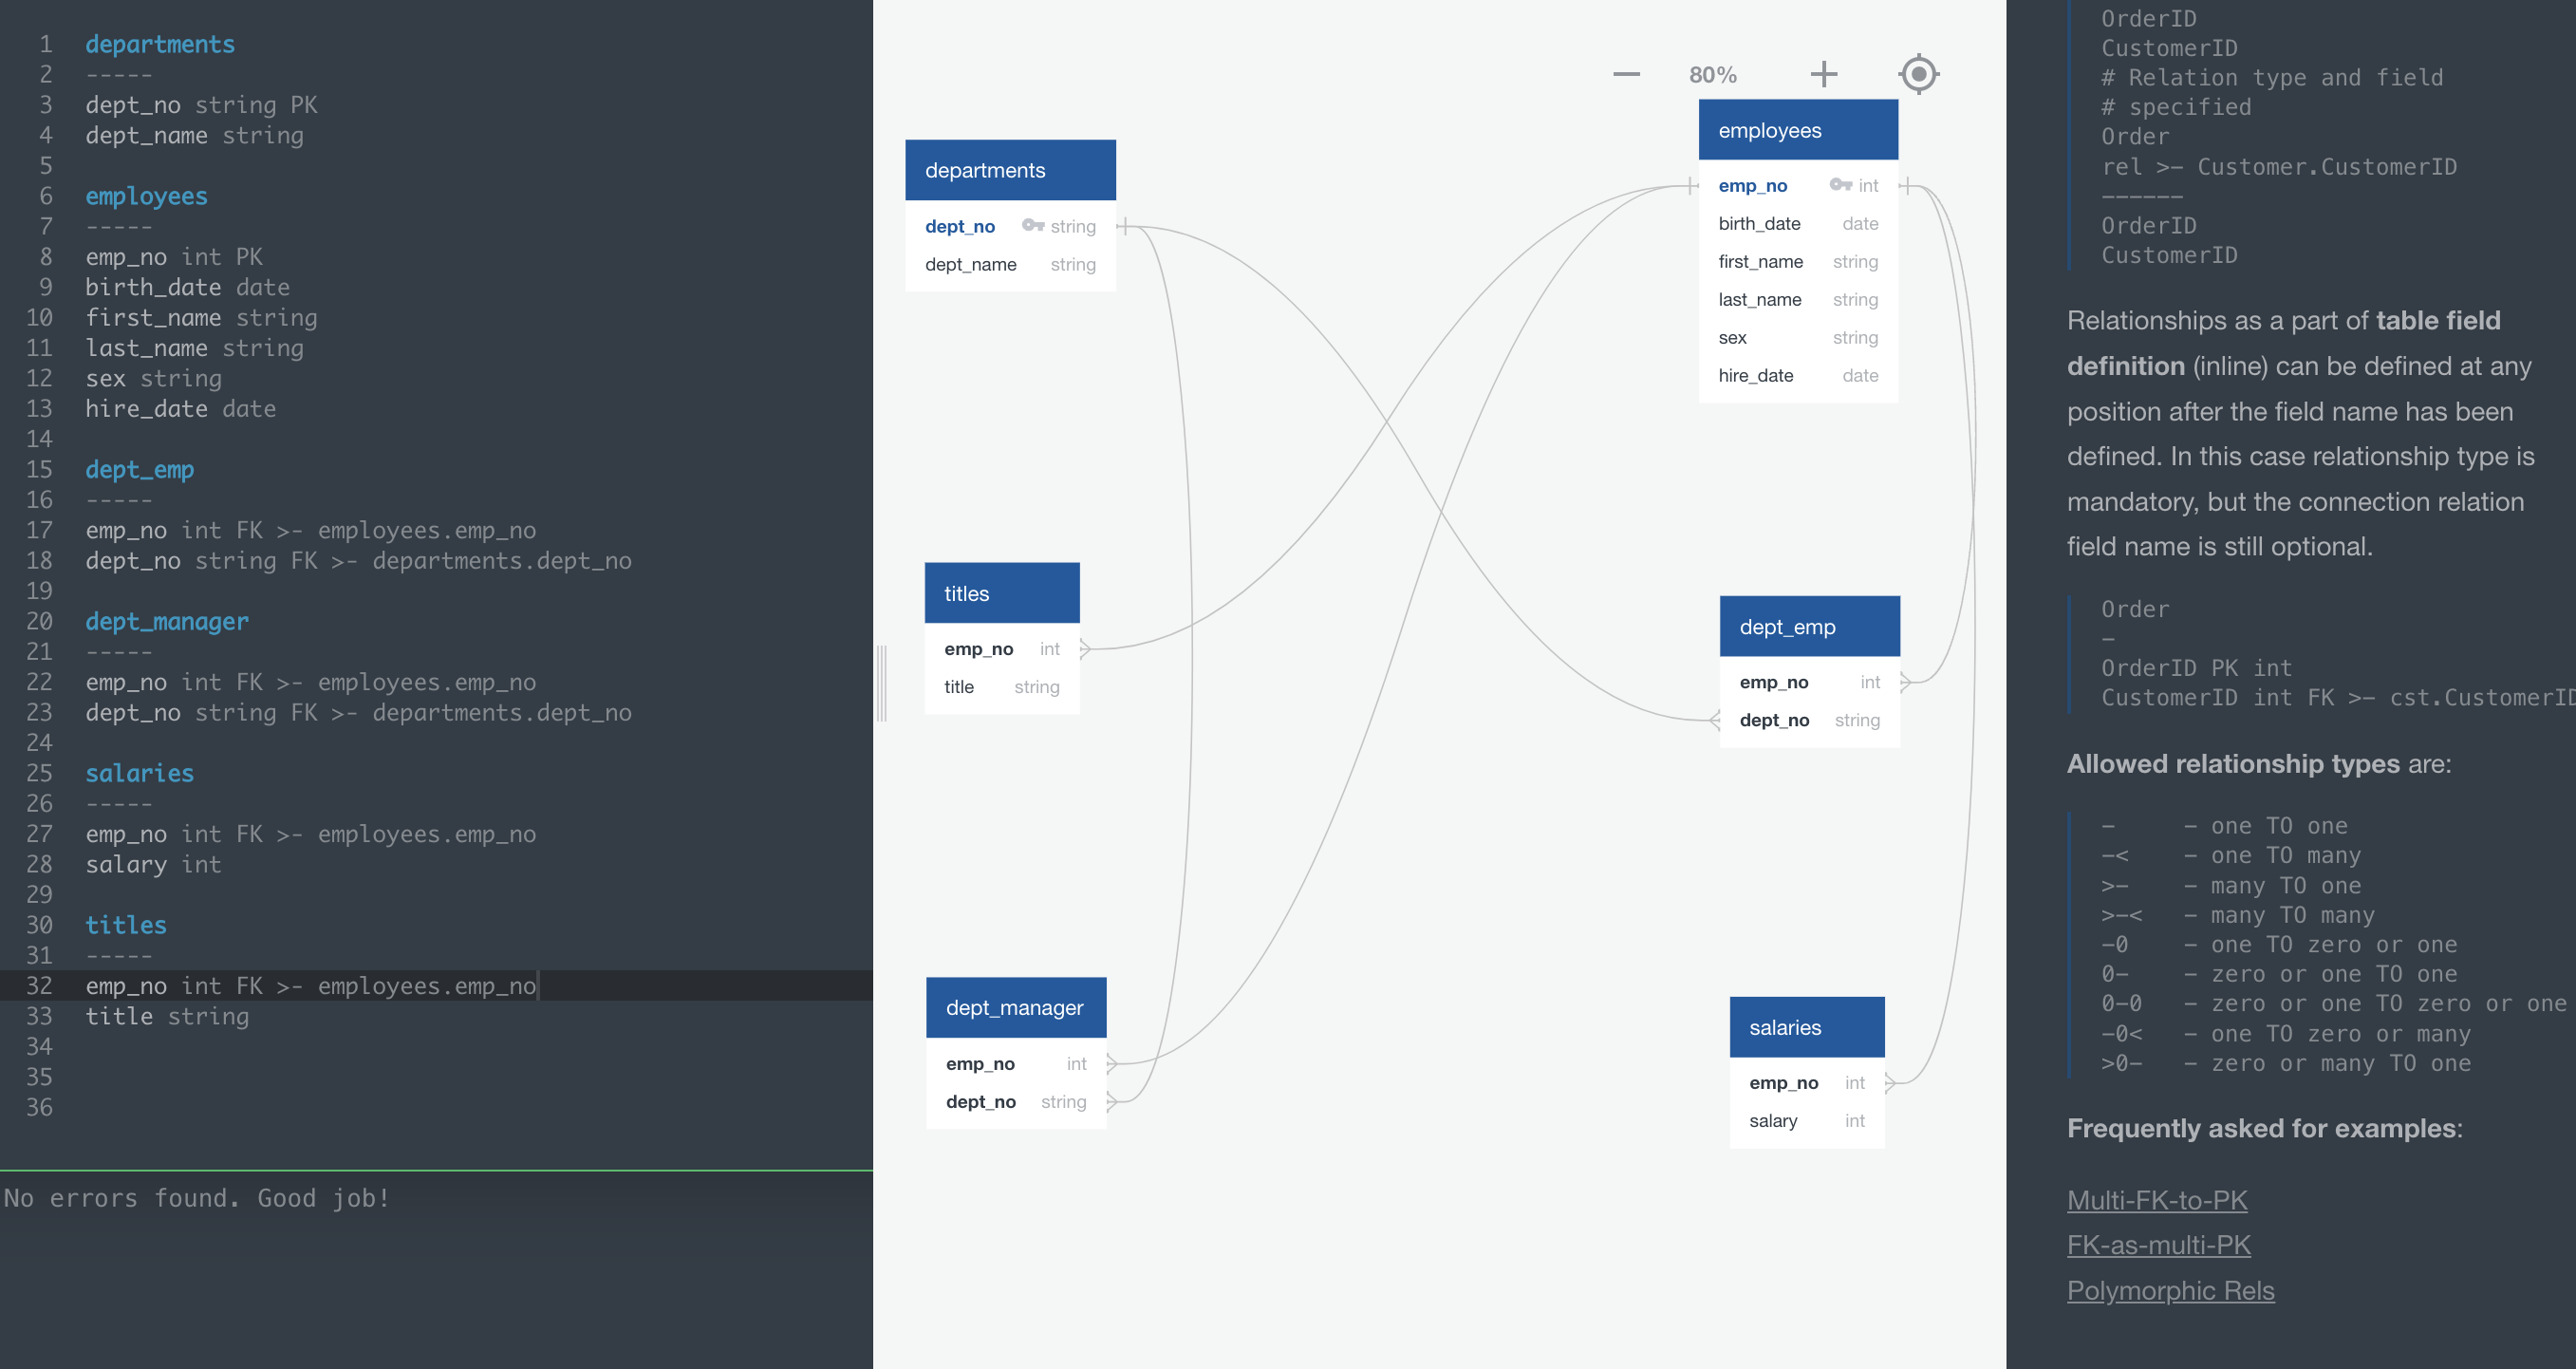 1 departments
2 -----
3 dept_no string PK
4 dept_name string
5
6 employees
7 -----
8 emp_no int PK
9 birth_date date
10 first_name string
11 last_name string
12 sex string
13 hire_date date
14
15 dept_emp
16 -----
17 emp_no int FK >- employees.emp_no
18 dept_no string FK >- departments.dept_no
19
20 dept_manager
21 -----
22 emp_no int FK >- employees.emp_no
23 dept_no string FK >- departments.dept_no
24
25 salaries
26 -----
27 emp_no int FK >- employees.emp_no
28 salary int
29
30 titles
31 -----
32 emp_no int FK >- employees.emp_no
33 title string
34
35
36
No errors found. Good job!
80%
departments
dept_no string
dept_name string
employees
emp_no int
birth_date date
first_name string
last_name string
sex string
hire_date date
titles
emp_no int
title string
dept_emp
emp_no int
dept_no string
dept_manager
emp_no int
dept_no string
salaries
emp_no int
salary int
OrderID
CustomerID
# Relation type and field
# specified
Order
rel >- Customer.CustomerID
------
OrderID
CustomerID
Relationships as a part of table field
definition (inline) can be defined at any
position after the field name has been
defined. In this case relationship type is
mandatory, but the connection relation
field name is still optional.
Order
-
OrderID PK int
CustomerID int FK >- cst.CustomerID
Allowed relationship types are:
- - one TO one
-< - one TO many
>- - many TO one
>-< - many TO many
-0 - one TO zero or one
0- - zero or one TO one
0-0 - zero or one TO zero or one
-0< - one TO zero or many
>0- - zero or many TO one
Frequently asked for examples:
Multi-FK-to-PK
FK-as-multi-PK
Polymorphic Rels